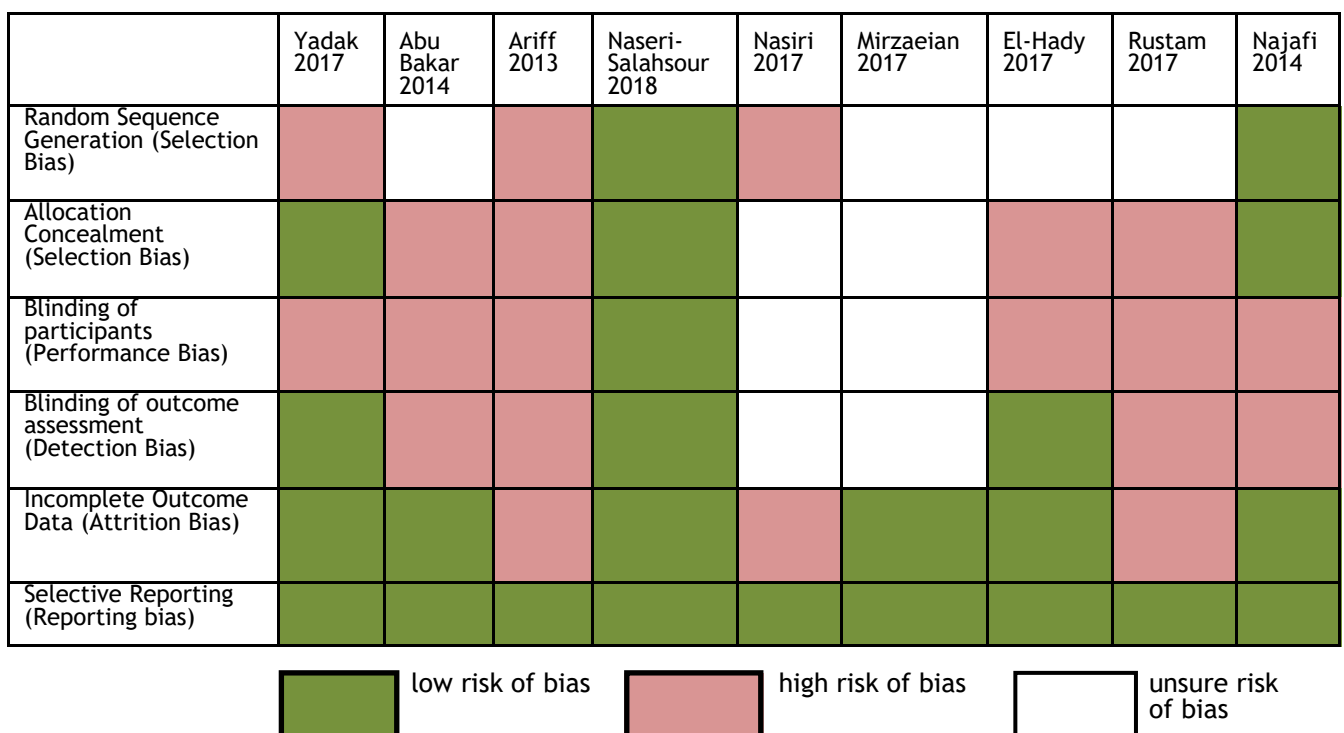 Yadak
2017
Abu
Bakar
2014
Ariff
2013
Naseri-
Salahsour
2018
Nasiri
2017
Mirzaeian
2017
El-Hady
2017
Rustam
2017
Najafi
2014
Random Sequence
Generation (Selection
Bias)
Allocation
Concealment
(Selection Bias)
Blinding of
participants
(Performance Bias)
Blinding of outcome
assessment
(Detection Bias)
Incomplete Outcome
Data (Attrition Bias)
Selective Reporting
(Reporting bias)
low risk of bias
high risk of bias
unsure risk
of bias